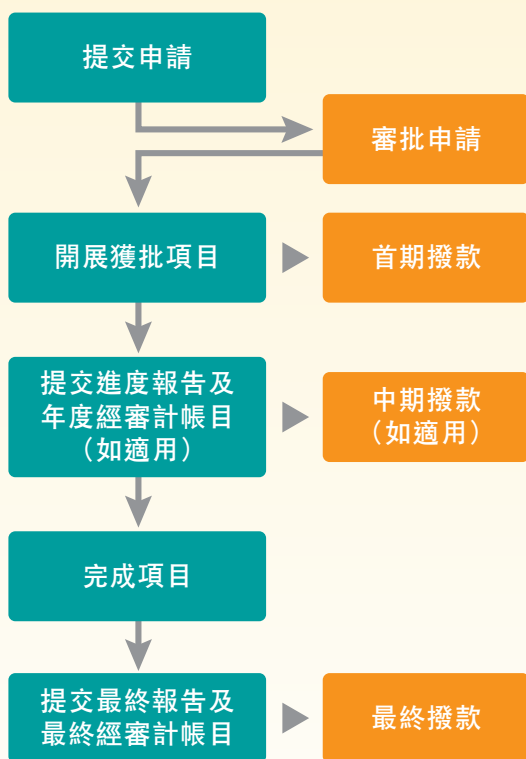 提交申請
審批申請
開展獲批項目
首期撥款
提交進度報告及
年度經審計帳目
（如適用）
中期撥款
（如適用）
完成項目
提交最終報告及
最終經審計帳目
最終撥款